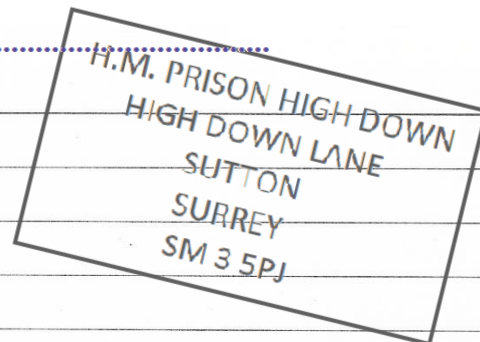 H.M. PRISON HIGH DOWN
HIGH DOWN LANE
SUTTON
SURREY
SM 3 5PJ